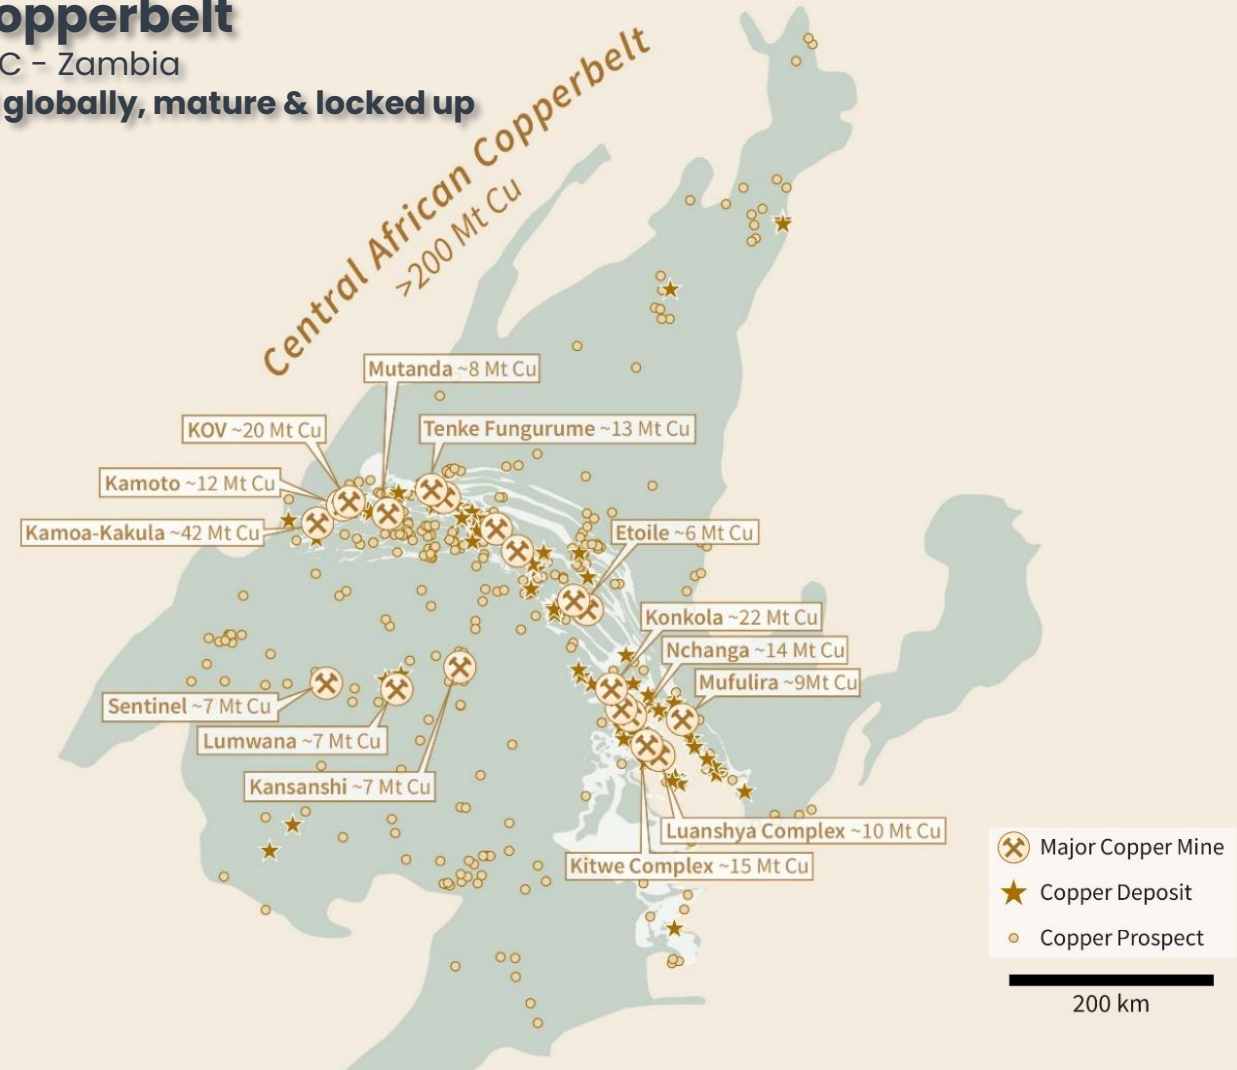 opperbelt
C - Zambia
globally, mature & locked up
Central African Copperbelt
>200 Mt Cu
Mutanda ~8 Mt Cu
KOV ~20 Mt Cu
Tenke Fungurume ~13 Mt Cu
Kamoto ~12 Mt Cu
Kamoa-Kakula ~42 Mt Cu
Etoile ~6 Mt Cu
Konkola ~22 Mt Cu
Nchanga ~14 Mt Cu
Mufulira ~9Mt Cu
Sentinel ~7 Mt Cu
Lumwana ~7 Mt Cu
Kansanshi ~7 Mt Cu
Luanshya Complex ~10 Mt Cu
Kitwe Complex ~15 Mt Cu
Major Copper Mine
Copper Deposit
Copper Prospect
200 km